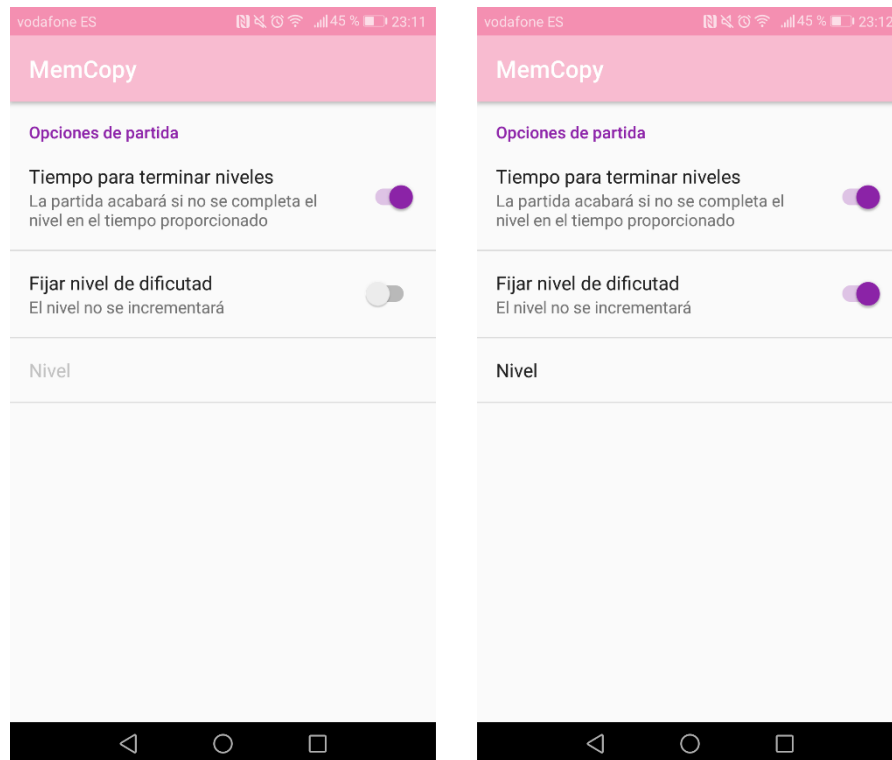 vodafone ES 45 % 23:11
MemCopy
Opciones de partida
Tiempo para terminar niveles
La partida acabará si no se completa el
nivel en el tiempo proporcionado
Fijar nivel de dificutad
El nivel no se incrementará
Nivel
vodafone ES 45 % 23:12
MemCopy
Opciones de partida
Tiempo para terminar niveles
La partida acabará si no se completa el
nivel en el tiempo proporcionado
Fijar nivel de dificutad
El nivel no se incrementará
Nivel